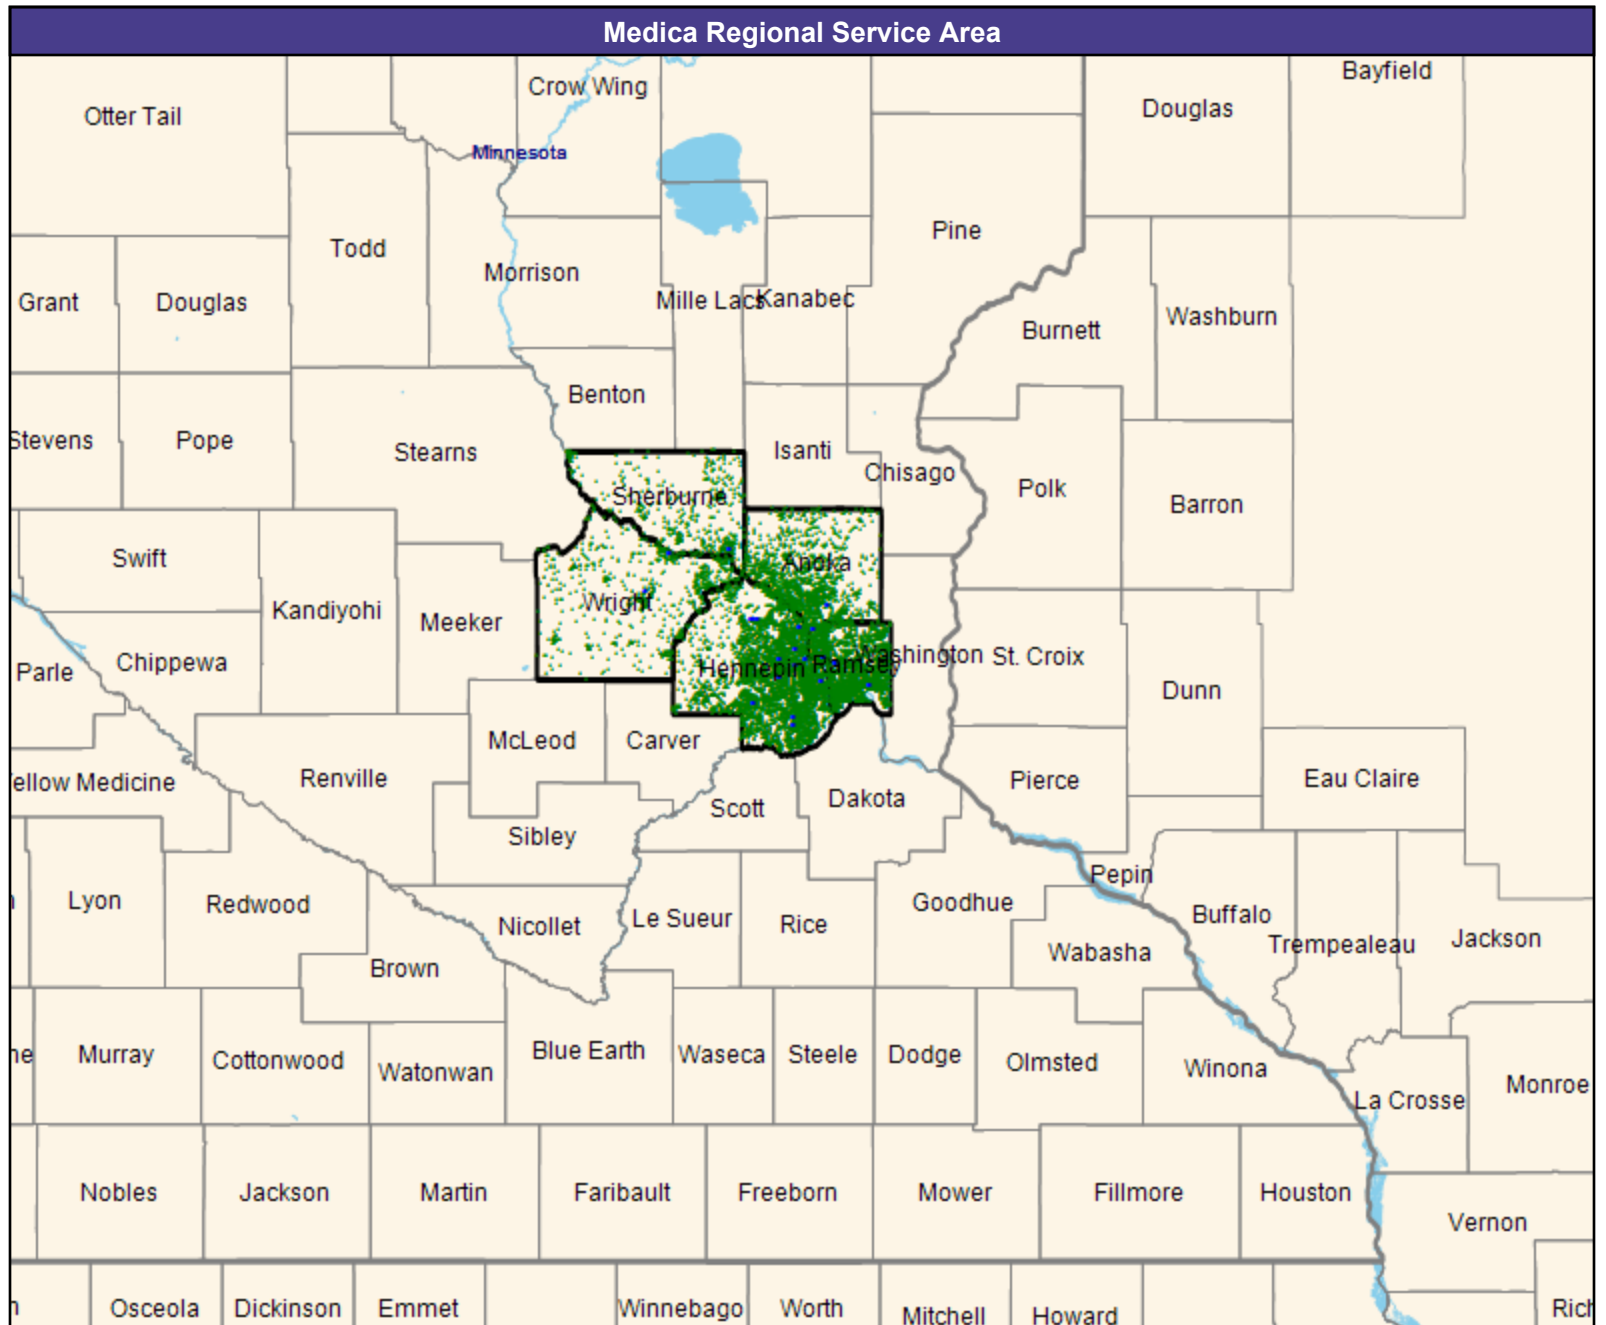 Medica Regional Service Area
Bayfield
Crow Wing
Douglas
Otter Tail
Minnesota
Pine
Todd
Morrison
Mille Lacs
Kanabec
Grant
Douglas
Washburn
Burnett
Benton
Stevens
Pope
Stearns
Isanti
Chisago
Polk
Barron
Sherburne
Swift
Anoka
Wright
Kandiyohi
Meeker
Chippewa
Parle
Hennepin
Ramsey
Washington
St. Croix
Dunn
McLeod
Carver
Renville
ellow Medicine
Pierce
Eau Claire
Scott
Dakota
Sibley
Pepin
Lyon
Redwood
Goodhue
Nicollet
Le Sueur
Rice
Buffalo
Trempealeau
Jackson
Wabasha
Brown
ne
Murray
Cottonwood
Watonwan
Blue Earth
Waseca
Steele
Dodge
Olmsted
Winona
La Crosse
Monroe
Nobles
Jackson
Martin
Faribault
Freeborn
Mower
Fillmore
Houston
Vernon
Osceola
Dickinson
Emmet
Winnebago
Worth
Mitchell
Howard
Rich